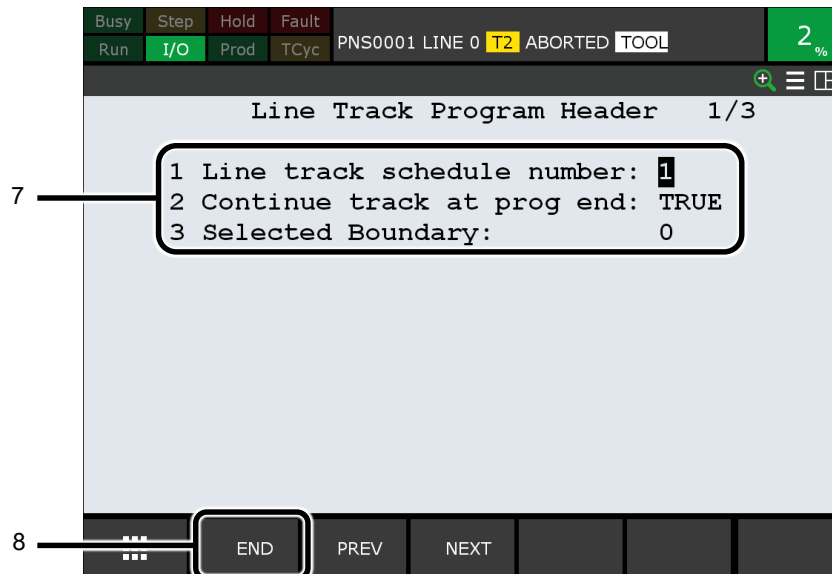 Busy Step Hold Fault
Run I/O Prod TCyc
PNS0001 LINE 0 T2 ABORTED TOOL
2%
Line Track Program Header 1/3
7
1 Line track schedule number: 1
2 Continue track at prog end: TRUE
3 Selected Boundary: 0
8
END PREV NEXT